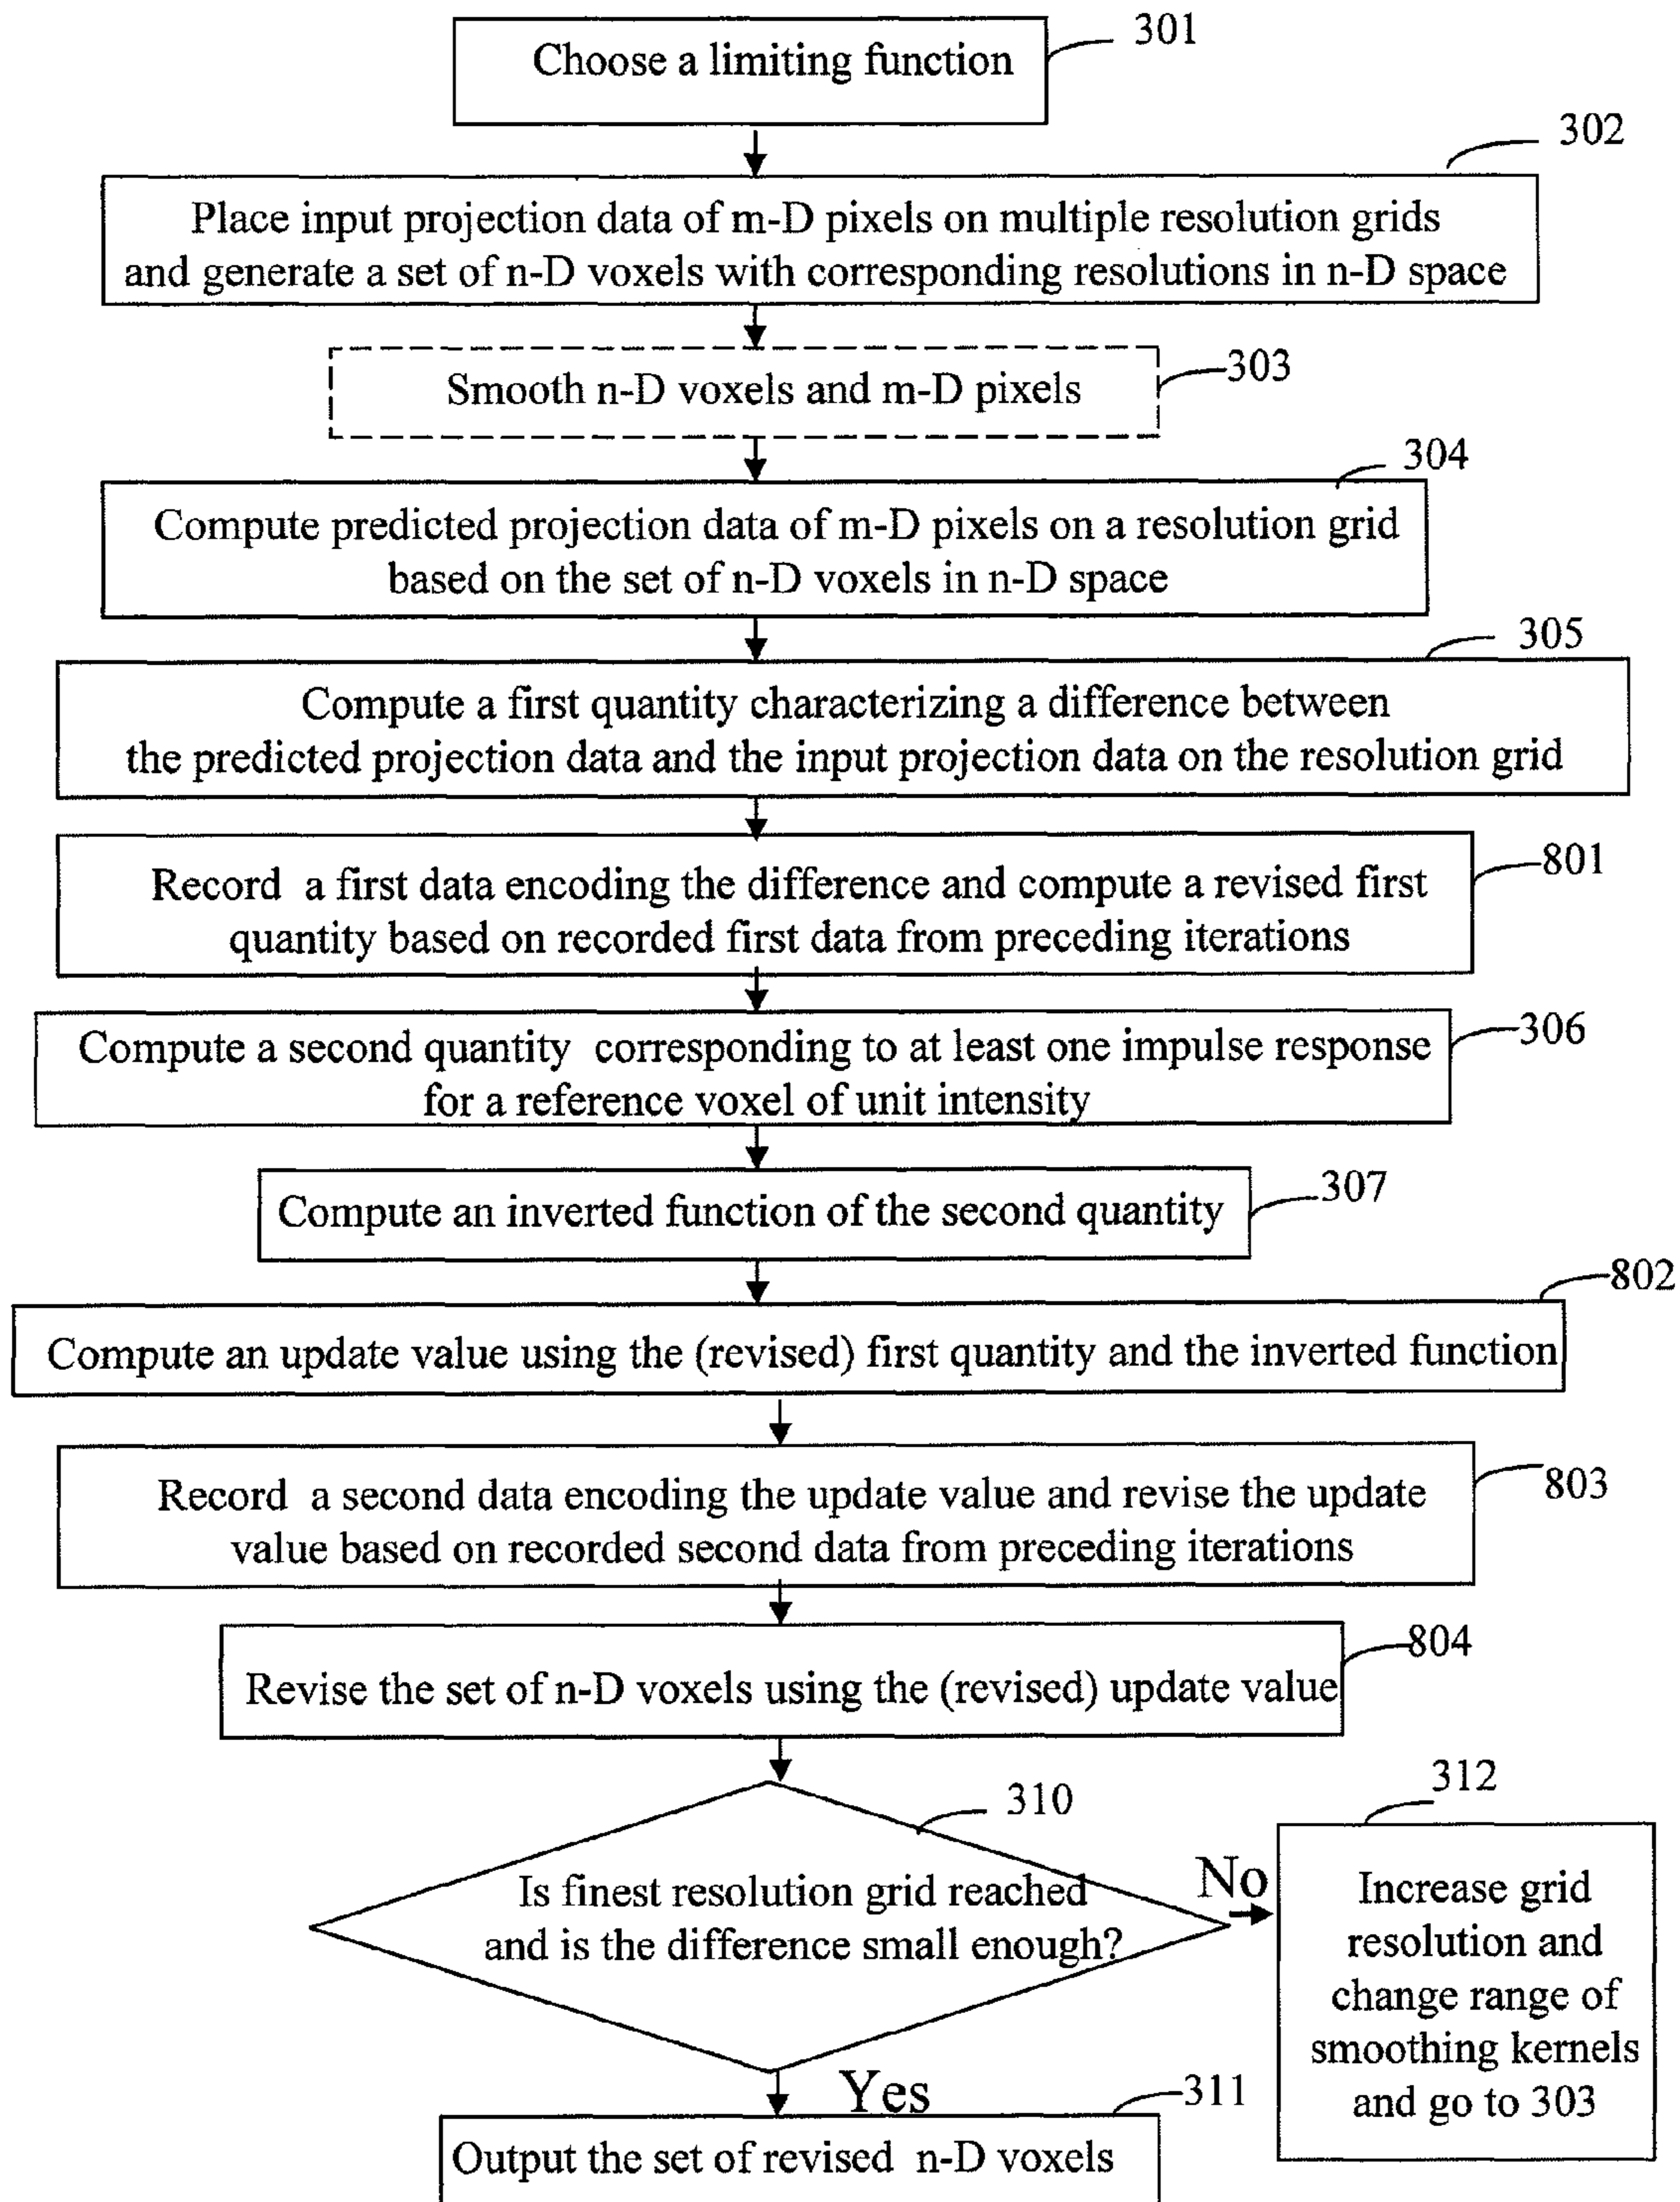 301
Choose a limiting function
302
Place input projection data of m-D pixels on multiple resolution grids
and generate a set of n-D voxels with corresponding resolutions in n-D space
303
Smooth n-D voxels and m-D pixels
304
Compute predicted projection data of m-D pixels on a resolution grid
based on the set of n-D voxels in n-D space
305
Compute a first quantity characterizing a difference between
the predicted projection data and the input projection data on the resolution grid
801
Record a first data encoding the difference and compute a revised first
quantity based on recorded first data from preceding iterations
306
Compute a second quantity corresponding to at least one impulse response
for a reference voxel of unit intensity
307
Compute an inverted function of the second quantity
802
Compute an update value using the (revised) first quantity and the inverted function
803
Record a second data encoding the update value and revise the update
value based on recorded second data from preceding iterations
804
Revise the set of n-D voxels using the (revised) update value
310
Is finest resolution grid reached
and is the difference small enough?
No
312
Increase grid
resolution and
change range of
smoothing kernels
and go to 303
Yes
311
Output the set of revised n-D voxels